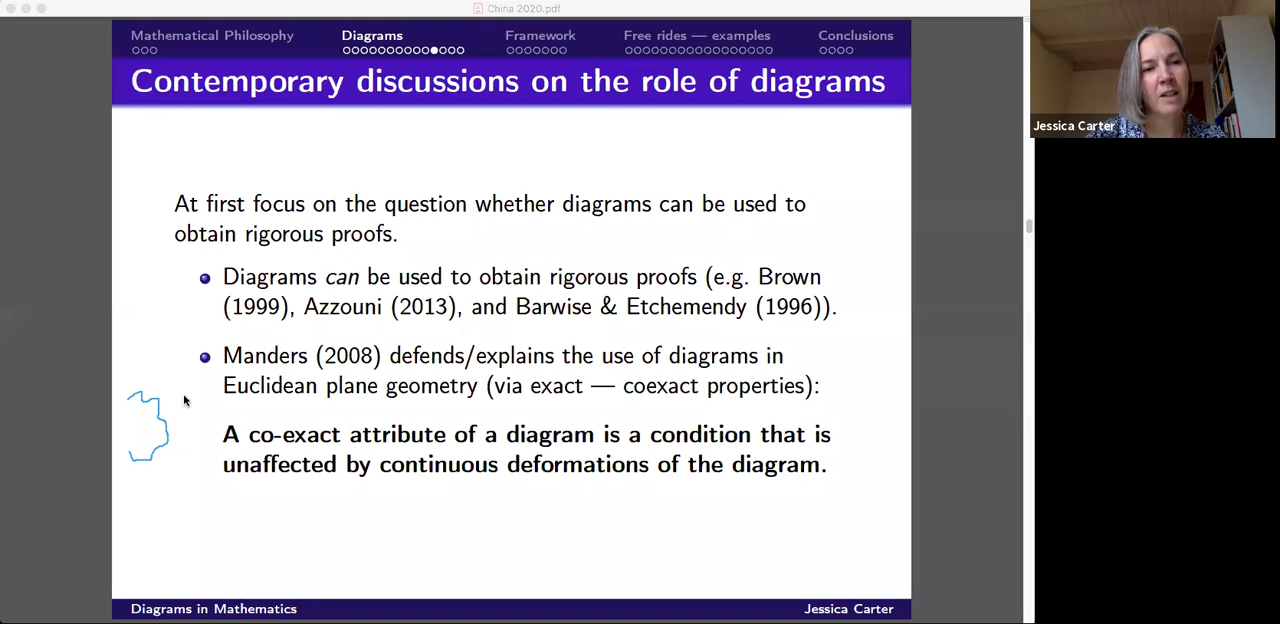 China 2020.pdf
Mathematical Philosophy Diagrams Framework Free rides — examples Conclusions
Contemporary discussions on the role of diagrams
At first focus on the question whether diagrams can be used to
obtain rigorous proofs.
Diagrams can be used to obtain rigorous proofs (e.g. Brown
(1999), Azzouni (2013), and Barwise & Etchemendy (1996)).
Manders (2008) defends/explains the use of diagrams in
Euclidean plane geometry (via exact — coexact properties):
A co-exact attribute of a diagram is a condition that is
unaffected by continuous deformations of the diagram.
Diagrams in Mathematics Jessica Carter
Jessica Carter